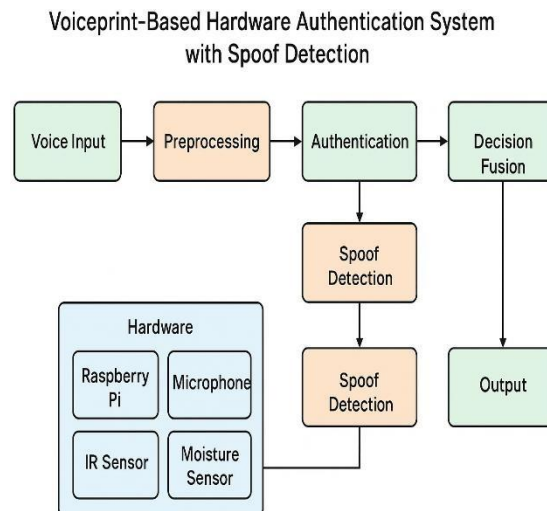 Voiceprint-Based Hardware Authentication System
with Spoof Detection
Voice Input
Preprocessing
Authentication
Decision
Fusion
Spoof
Detection
Hardware
Raspberry
Pi
Microphone
Spoof
Detection
Output
IR Sensor
Moisture
Sensor